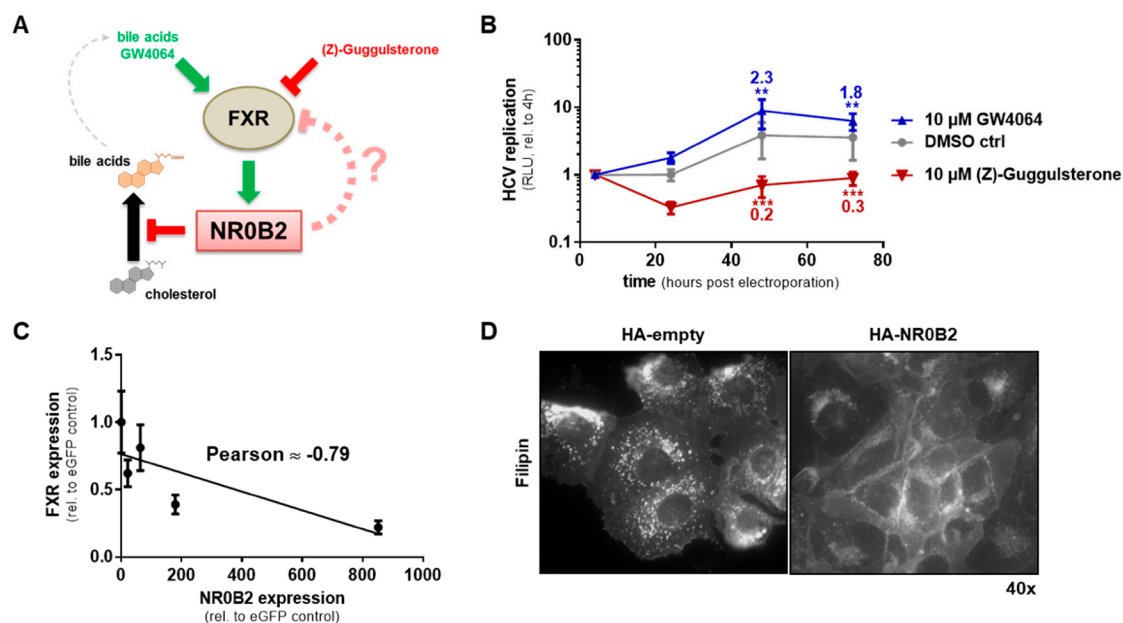 A
bile acids
GW4064
(Z)-Guggulsterone
FXR
bile acids
COOH
?
NR0B2
cholesterol
B
HCV replication
(RLU, rel. to 4h)
100
10
1
0.1
0
20
40
60
80
2.3
**
1.8
**
***
0.2
***
0.3
time (hours post electroporation)
10 µM GW4064
DMSO ctrl
10 µM (Z)-Guggulsterone
C
FXR expression
(rel. to eGFP control)
1.5
1.0
0.5
0.0
0
200
400
600
800
1000
Pearson ≈ -0.79
NR0B2 expression
(rel. to eGFP control)
D
HA-empty
HA-NR0B2
Filipin
40x